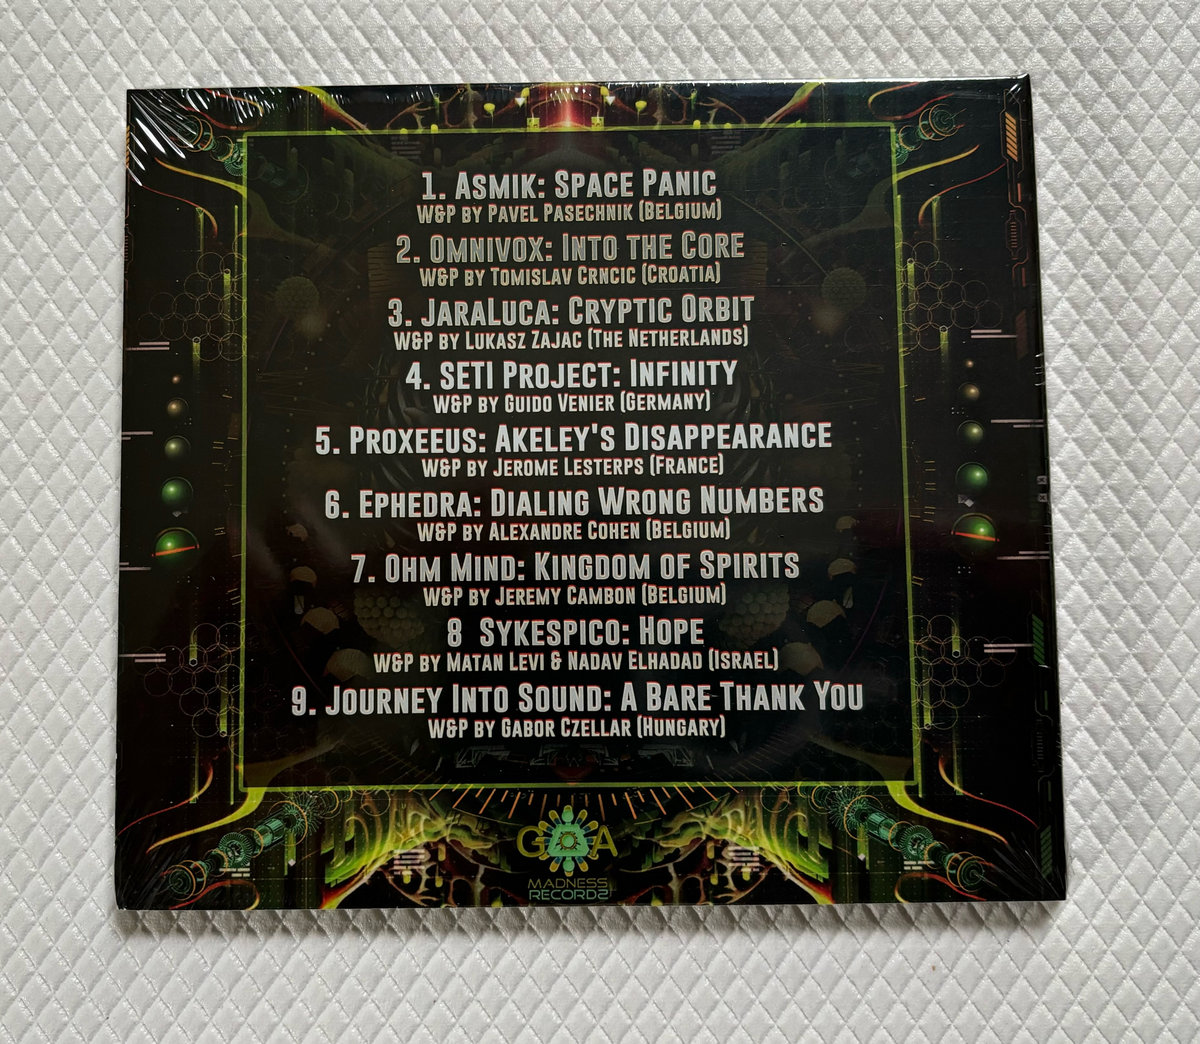 1. Asmik: Space Panic
W&P by Pavel Pasechnik (Belgium)
2. Omnivox: Into the Core
W&P by Tomislav Crncic (Croatia)
3. JaraLuca: Cryptic Orbit
W&P by Lukasz Zajac (The Netherlands)
4. SETI Project: Infinity
W&P by Guido Venier (Germany)
5. Proxeeus: Akeley's Disappearance
W&P by Jerome Lesterps (France)
6. Ephedra: Dialing Wrong Numbers
W&P by Alexandre Cohen (Belgium)
7. Ohm Mind: Kingdom of Spirits
W&P by Jeremy Cambon (Belgium)
8 Sykespico: Hope
W&P by Matan Levi & Nadav Elhadad (Israel)
9. Journey Into Sound: A Bare Thank You
W&P by Gabor Czellar (Hungary)
GOA
MADNESS
RECORDS